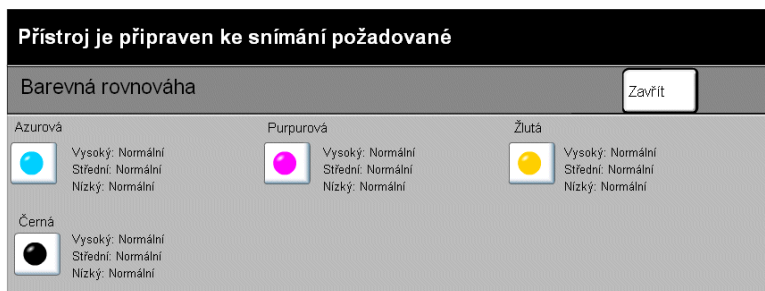 Přístroj je připraven ke snímání požadované
Barevná rovnováha
Zavřít
Azurová
Purpurová
Žlutá
Vysoký: Normální
Střední: Normální
Nízký: Normální
Vysoký: Normální
Střední: Normální
Nízký: Normální
Vysoký: Normální
Střední: Normální
Nízký: Normální
Černá
Vysoký: Normální
Střední: Normální
Nízký: Normální